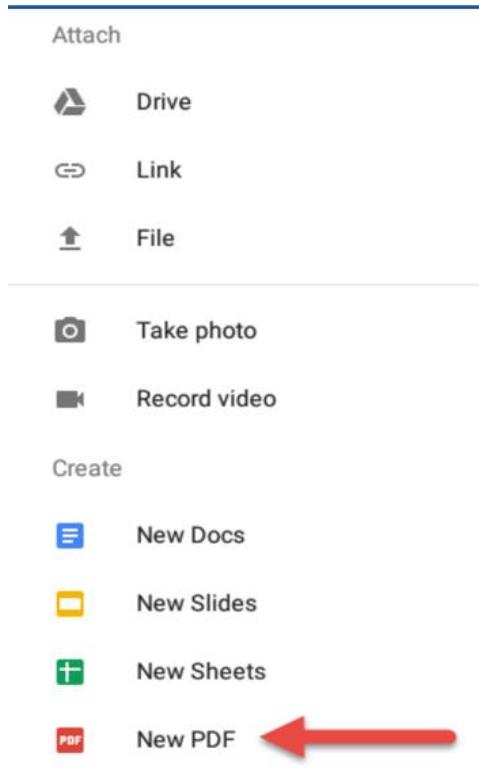 Attach
Drive
Link
File
Take photo
Record video
Create
New Docs
New Slides
New Sheets
PDF New PDF